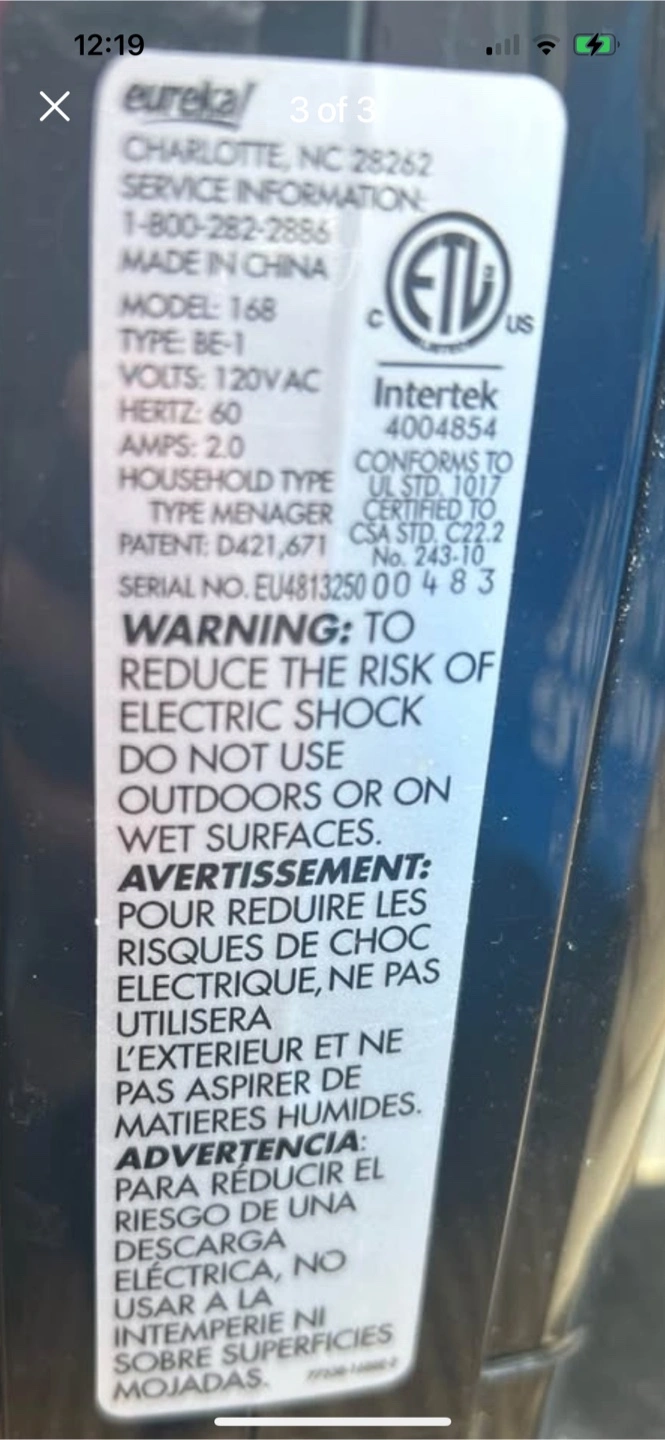 12:19
3 of 3
eureka!
CHARLOTTE, NC 28262
SERVICE INFORMATION:
1-800-282-2886
MADE IN CHINA
MODEL: 168
TYPE: BE-1
VOLTS: 120VAC
HERTZ: 60
AMPS: 2.0
HOUSEHOLD TYPE
TYPE MENAGER
PATENT: D421,671
C ETL US
Intertek
4004854
CONFORMS TO
UL STD. 1017
CERTIFIED TO
CSA STD. C22.2
No. 243-10
SERIAL NO. EU4813250 00483
WARNING: TO
REDUCE THE RISK OF
ELECTRIC SHOCK
DO NOT USE
OUTDOORS OR ON
WET SURFACES.
AVERTISSEMENT:
POUR REDUIRE LES
RISQUES DE CHOC
ELECTRIQUE, NE PAS
UTILISERA
L'EXTERIEUR ET NE
PAS ASPIRER DE
MATIERES HUMIDES.
ADVERTENCIA:
PARA RÉDUCIR EL
RIESGO DE UNA
DESCARGA
ELÉCTRICA, NO
USAR A LA
INTEMPERIE NI
SOBRE SUPERFICIES
MOJADAS.